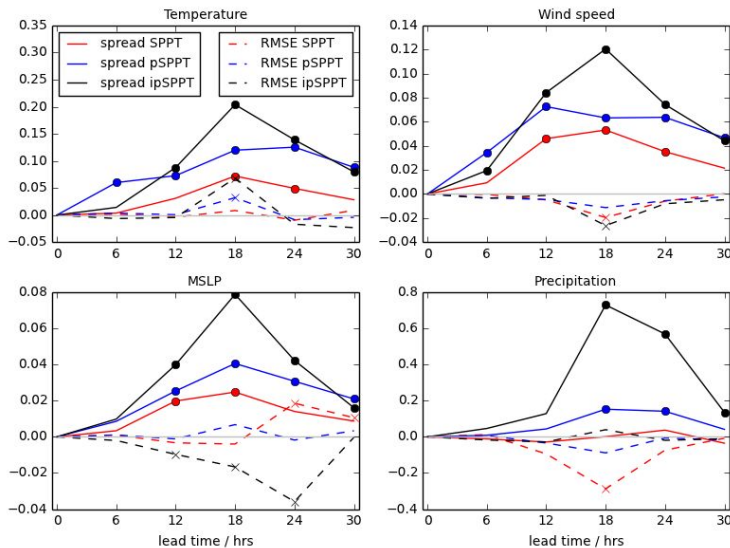 Temperature
0.35
0.30
0.25
0.20
0.15
0.10
0.05
0.00
−0.05
spread SPPT
spread pSPPT
spread ipSPPT
RMSE SPPT
RMSE pSPPT
RMSE ipSPPT
0 6 12 18 24 30
Wind speed
0.14
0.12
0.10
0.08
0.06
0.04
0.02
0.00
−0.02
−0.04
0 6 12 18 24 30
MSLP
0.08
0.06
0.04
0.02
0.00
−0.02
−0.04
0 6 12 18 24 30
lead time / hrs
Precipitation
0.8
0.6
0.4
0.2
0.0
−0.2
−0.4
0 6 12 18 24 30
lead time / hrs